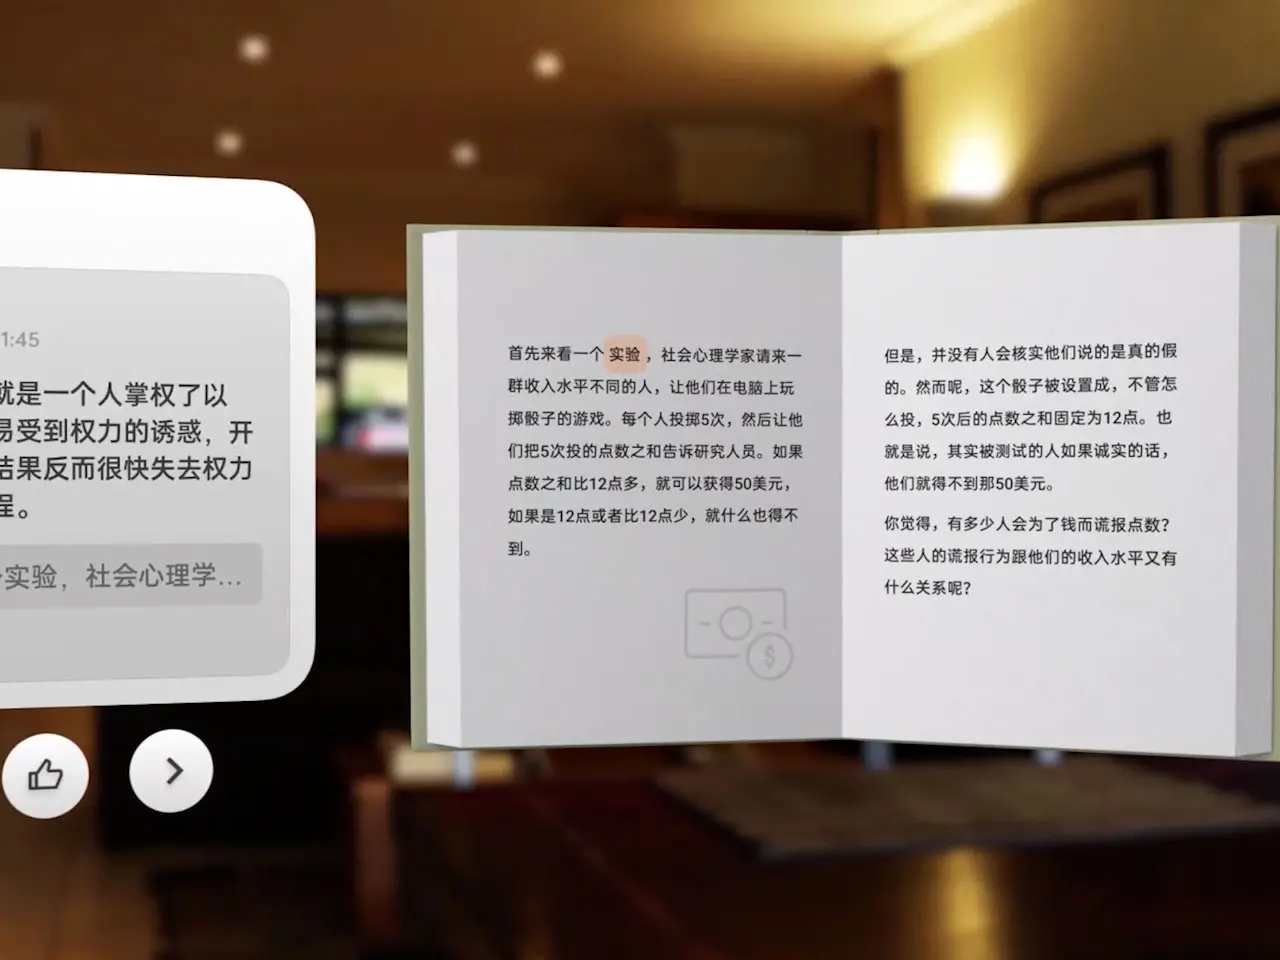 1:45
就是一个人掌权了以
易受到权力的诱惑，开
结果反而很快失去权力
程。
实验，社会心理学...
首先来看一个 实验 ，社会心理学家请来一
群收入水平不同的人，让他们在电脑上玩
掷骰子的游戏。每个人投掷5次，然后让他
们把5次投的点数之和告诉研究人员。如果
点数之和比12点多，就可以获得50美元，
如果是12点或者比12点少，就什么也得不
到。
$
但是，并没有人会核实他们说的是真的假
的。然而呢，这个骰子被设置成，不管怎
么投，5次后的点数之和固定为12点。也
就是说，其实被测试的人如果诚实的话，
他们就得不到那50美元。
你觉得，有多少人会为了钱而谎报点数？
这些人的谎报行为跟他们的收入水平又有
什么关系呢？